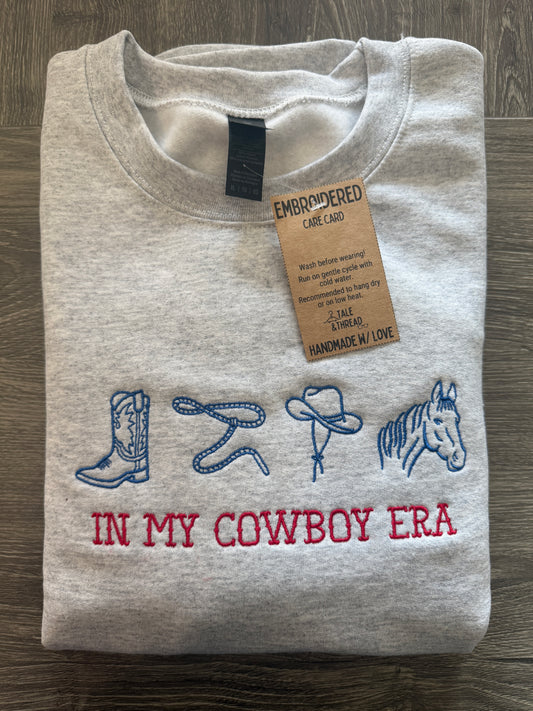 EMBROIDERED
CARE CARD
Wash before wearing!
Run on gentle cycle with
cold water.
Recommended to hang dry
or on low heat.
TALE
&THREAD
HANDMADE W/ LOVE
IN MY COWBOY ERA